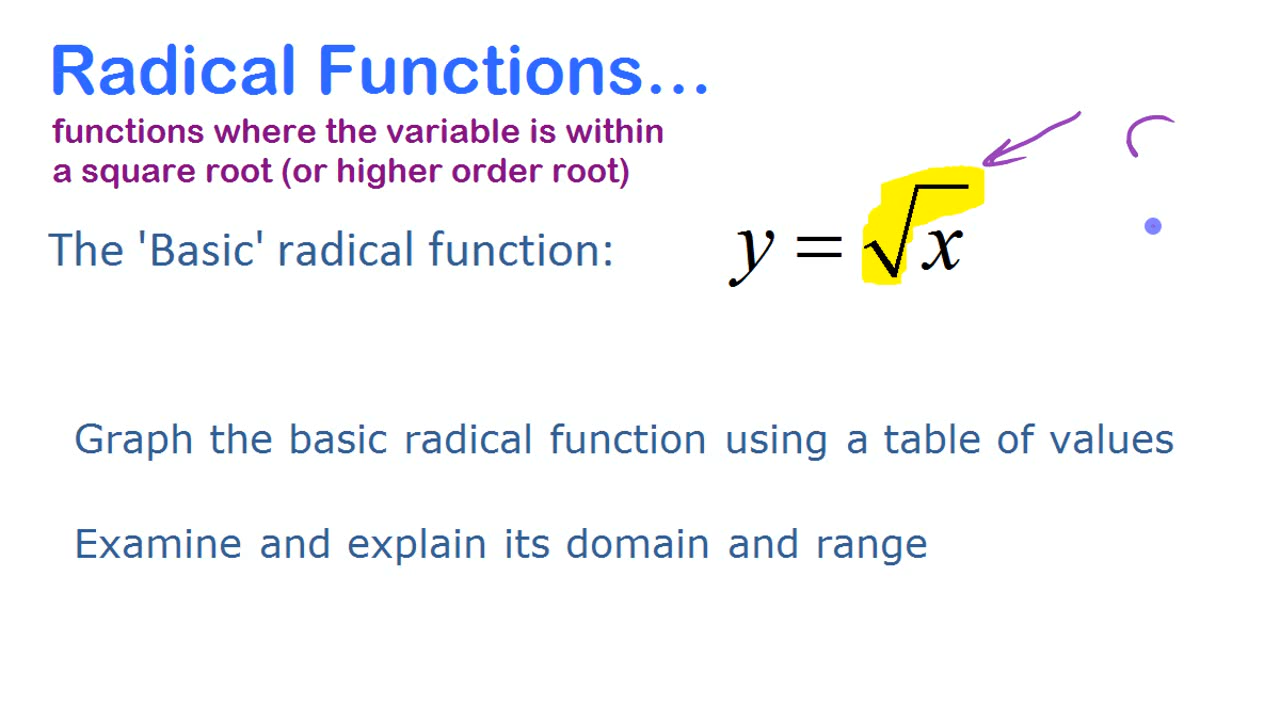 Radical Functions...
functions where the variable is within
a square root (or higher order root)
The 'Basic' radical function: y = √x
Graph the basic radical function using a table of values
Examine and explain its domain and range